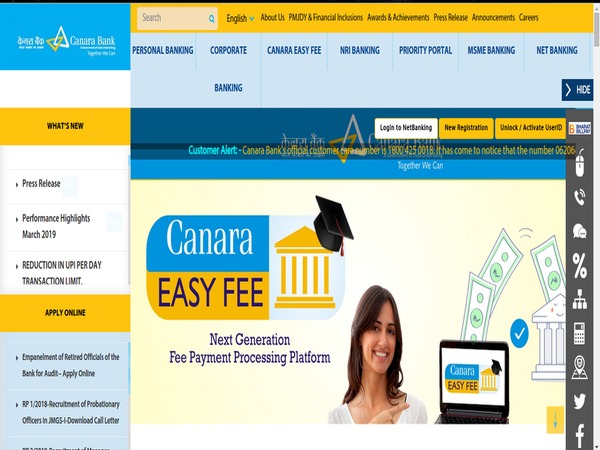 केनरा बैंक Canara Bank
Together We Can
Search
English
About Us
PMJDY & Financial Inclusions
Awards & Achievements
Press Release
Announcements
Careers
PERSONAL BANKING
CORPORATE
BANKING
CANARA EASY FEE
NRI BANKING
PRIORITY PORTAL
MSME BANKING
NET BANKING
HIDE
Login to NetBanking
New Registration
Unlock / Activate UserID
BHARAT
BILLPAY
केनरा बैंक Canara Bank
Together We Can
Customer Alert: - Canara Bank's official customer care number is 1800 425 0018. It has come to notice that the number 06206
WHAT'S NEW
Press Release
Performance Highlights
March 2019
REDUCTION IN UPI PER DAY
TRANSACTION LIMIT.
APPLY ONLINE
Empanelment of Retired Officials of the
Bank for Audit-- Apply Online
RP 1/2018-Recruitment of Probationary
Officers in JMGS-I-Download Call Letter
Canara
EASY FEE
Next Generation
Fee Payment Processing Platform
Canara
EASY FEE